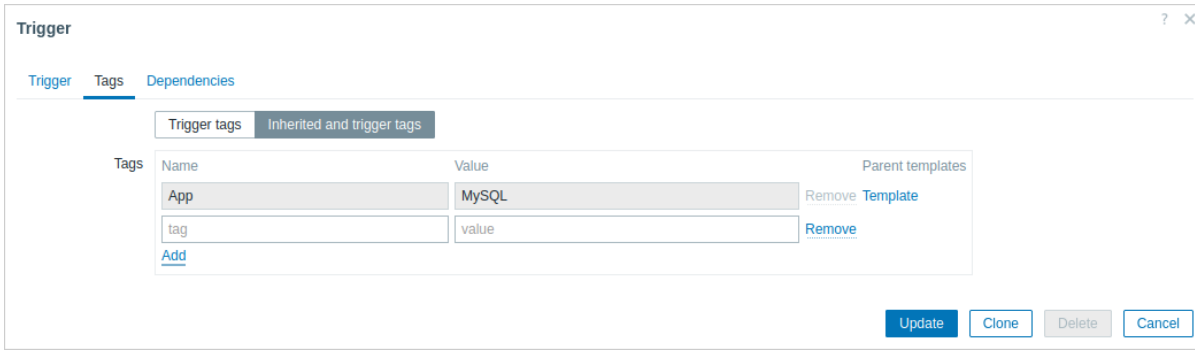 Trigger ?
Trigger Tags Dependencies
Trigger tags Inherited and trigger tags
Tags Name Value Parent templates
App MySQL Remove Template
tag value Remove
Add
Update Clone Delete Cancel